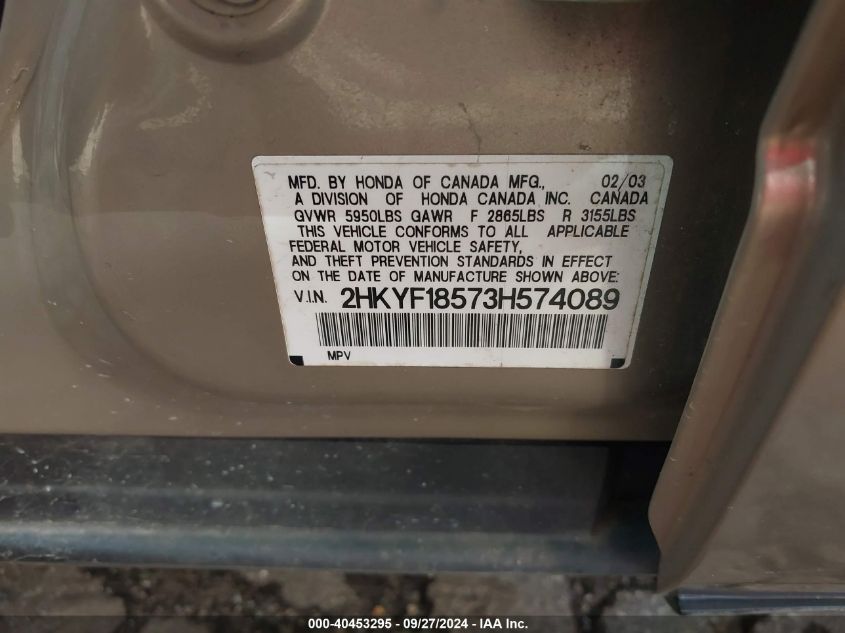 MFD. BY HONDA OF CANADA MFG., 02/03
A DIVISION OF HONDA CANADA INC. CANADA
GVWR 5950LBS GAWR F 2865LBS R 3155LBS
THIS VEHICLE CONFORMS TO ALL APPLICABLE
FEDERAL MOTOR VEHICLE SAFETY,
AND THEFT PREVENTION STANDARDS IN EFFECT
ON THE DATE OF MANUFACTURE SHOWN ABOVE:
V.I.N. 2HKYF18573H574089
MPV
000-40453295 - 09/27/2024 - IAA Inc.